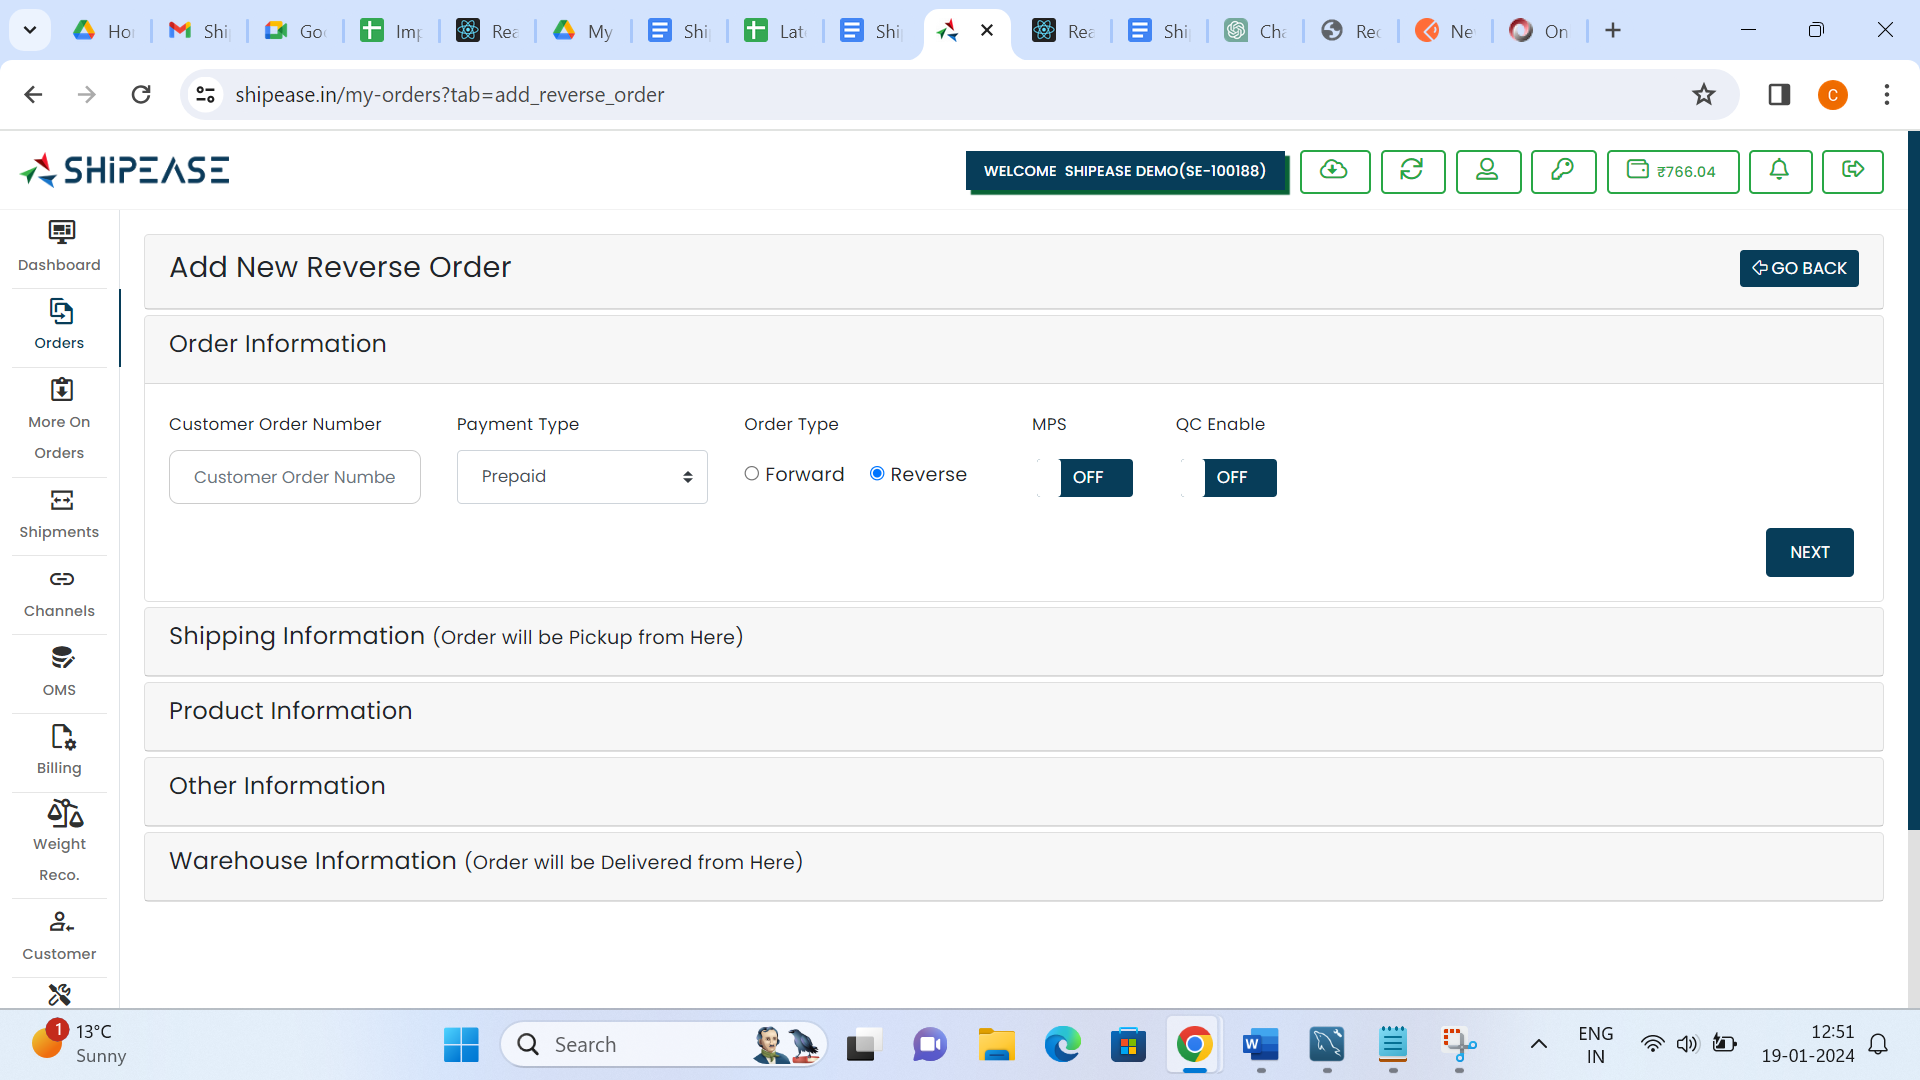 Ho
Shi
Goo
Imp
Rea
My
Shi
Late
Shi
Rea
Shi
Cha
Rec
Ne
On
shipease.in/my-orders?tab=add_reverse_order
C
SHiPEASE
WELCOME SHIPEASE DEMO(SE-100188)
₹766.04
Dashboard
Orders
More On
Orders
Shipments
Channels
OMS
Billing
Weight
Reco.
Customer
Add New Reverse Order
GO BACK
Order Information
Customer Order Number
Payment Type
Order Type
MPS
QC Enable
Customer Order Numbe
Prepaid
Forward
Reverse
OFF
OFF
NEXT
Shipping Information (Order will be Pickup from Here)
Product Information
Other Information
Warehouse Information (Order will be Delivered from Here)
1
13°C
Sunny
Search
W
ENG
IN
12:51
19-01-2024